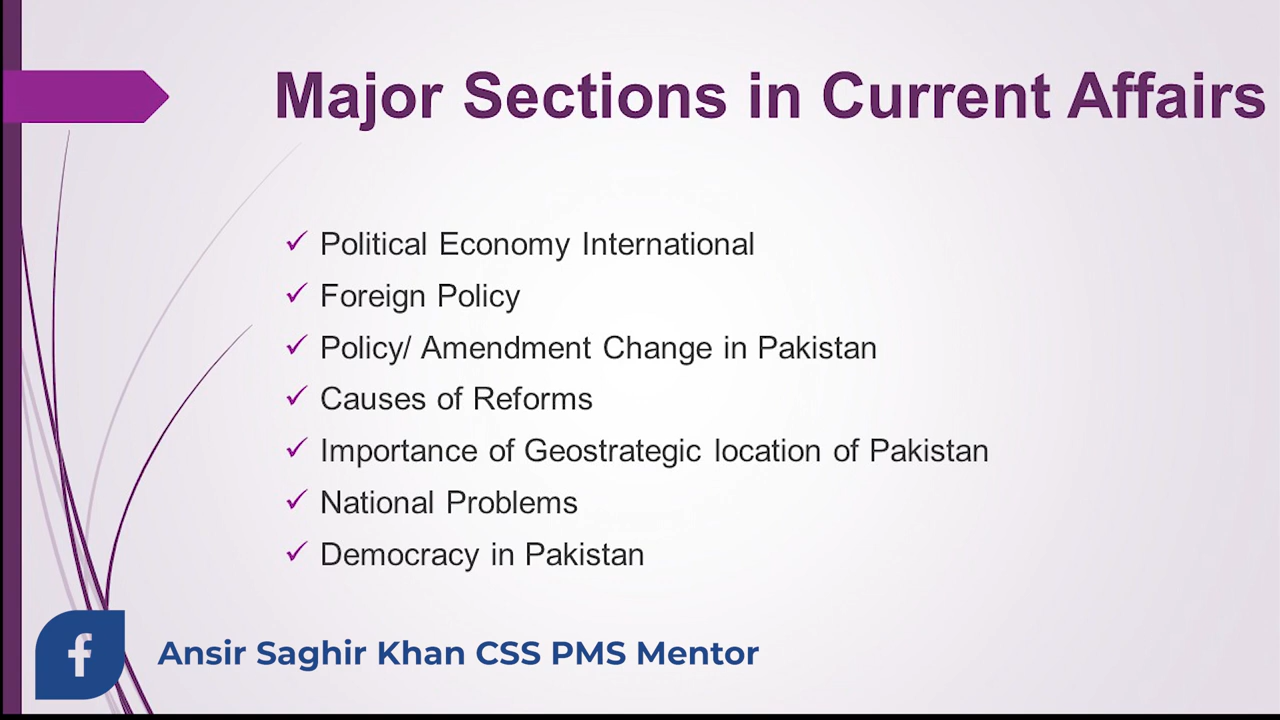 Major Sections in Current Affairs
Political Economy International
Foreign Policy
Policy/ Amendment Change in Pakistan
Causes of Reforms
Importance of Geostrategic location of Pakistan
National Problems
Democracy in Pakistan
Ansir Saghir Khan CSS PMS Mentor